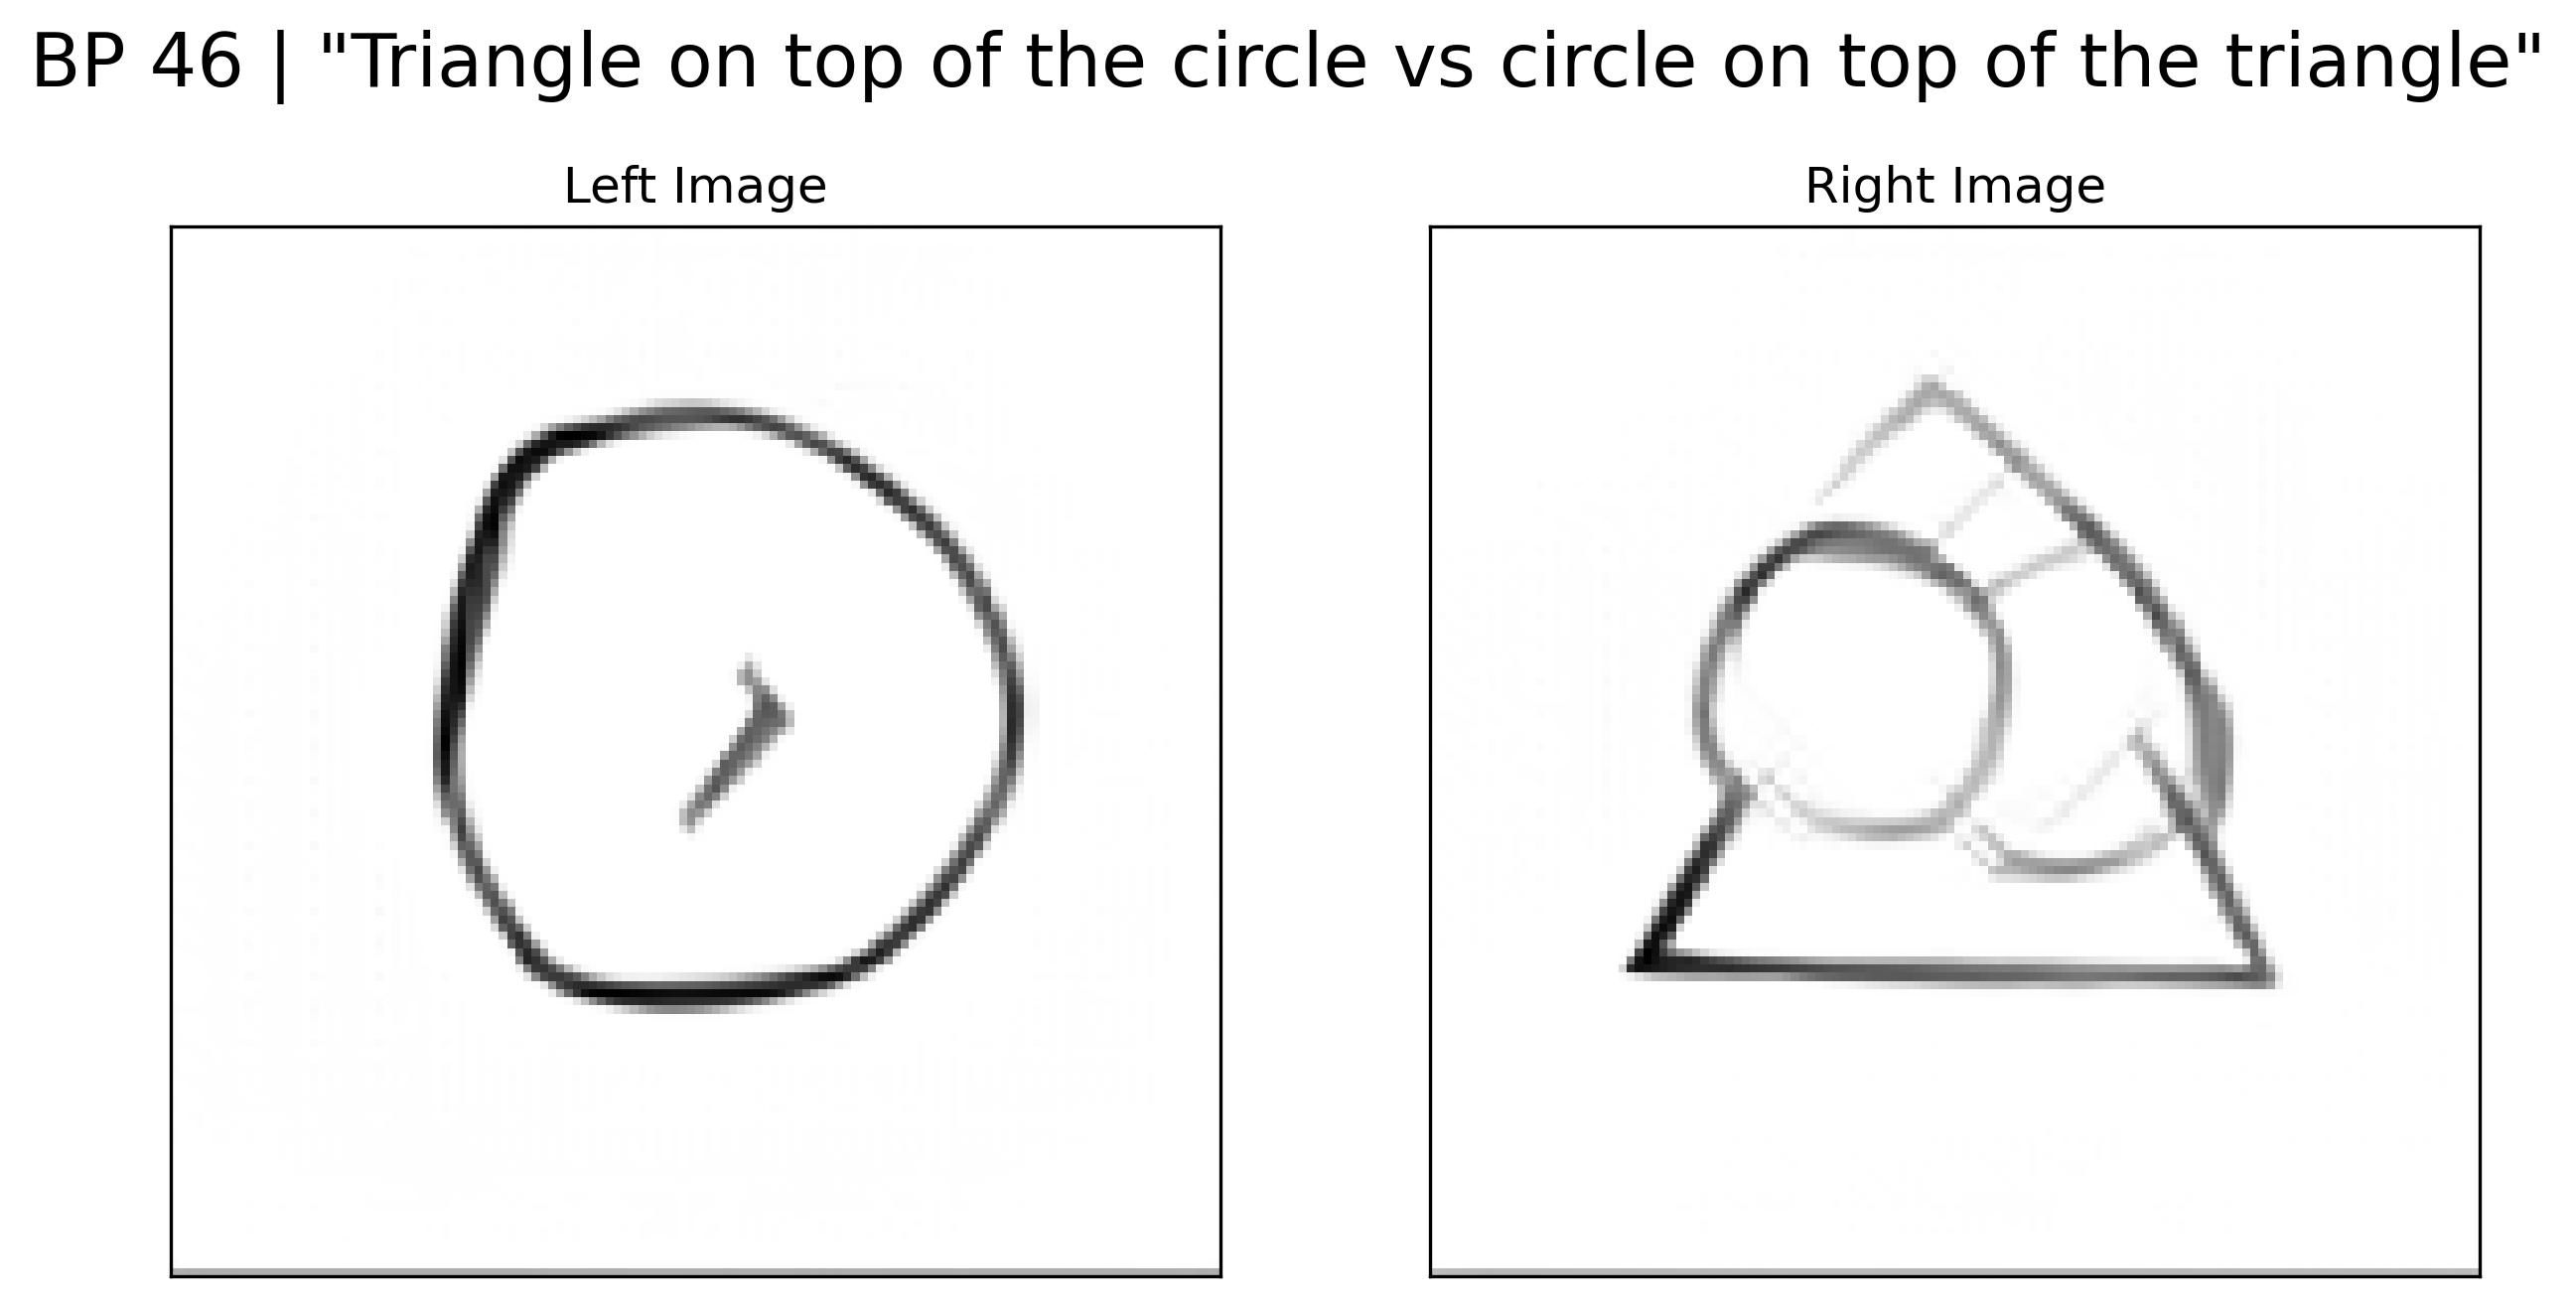 BP 46 | "Triangle on top of the circle vs circle on top of the triangle"
Left Image
Right Image